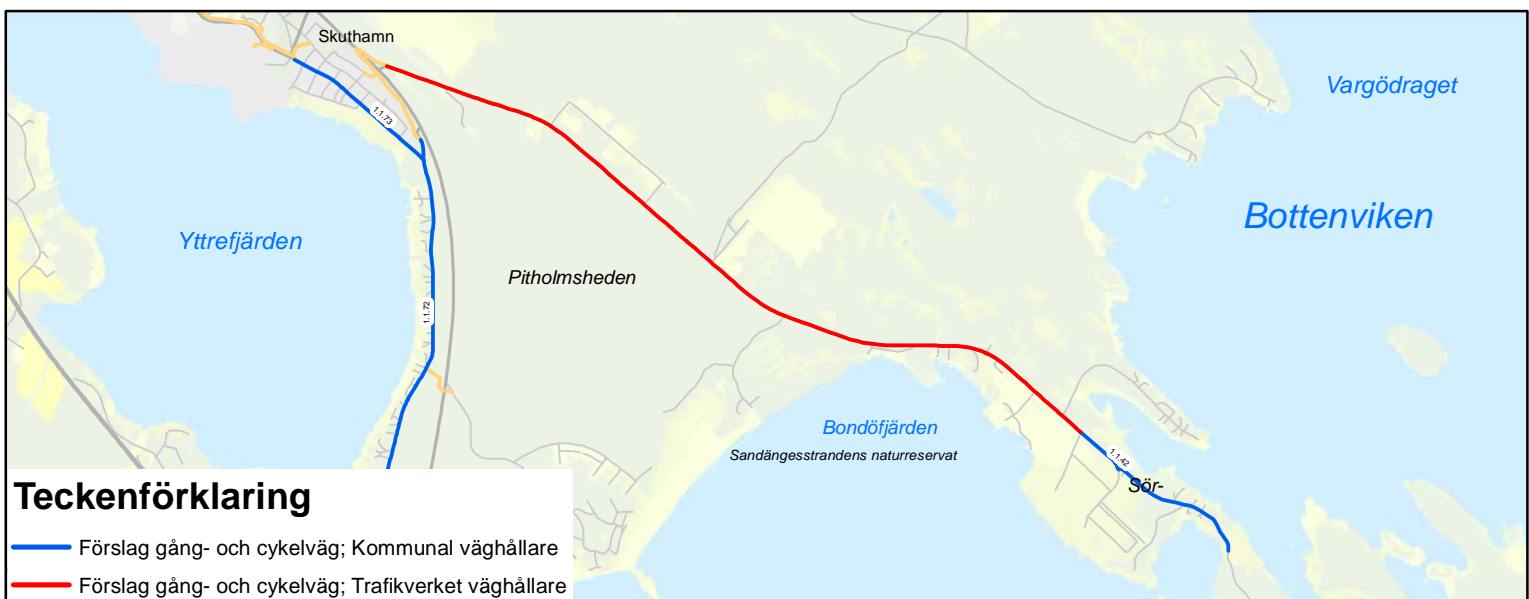 Skuthamn
Vargödraget
1.1.73
Bottenviken
Yttrefjärden
Pitholmsheden
1.1.72
Bondöfjärden
Sandängesstrandens naturreservat
1.1.42
Sör-
Teckenförklaring
Förslag gång- och cykelväg; Kommunal väghållare
Förslag gång- och cykelväg; Trafikverket väghållare